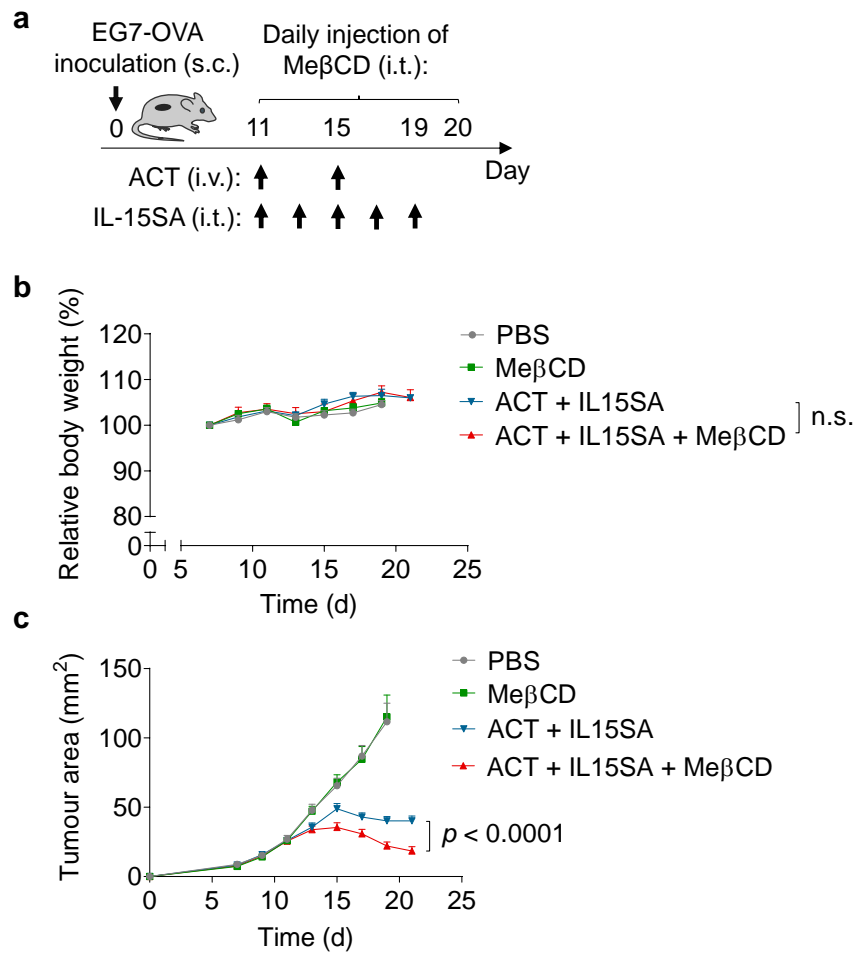 a
EG7-OVA
inoculation (s.c.)
Daily injection of
MeβCD (i.t.):
0 11 15 19 20
Day
ACT (i.v.):
IL-15SA (i.t.):
b
Relative body weight (%)
120
110
100
90
80
0
0 5 10 15 20 25
Time (d)
PBS
MeβCD
ACT + IL15SA
ACT + IL15SA + MeβCD
n.s.
c
Tumour area (mm²)
150
100
50
0
0 5 10 15 20 25
Time (d)
PBS
MeβCD
ACT + IL15SA
ACT + IL15SA + MeβCD
p < 0.0001